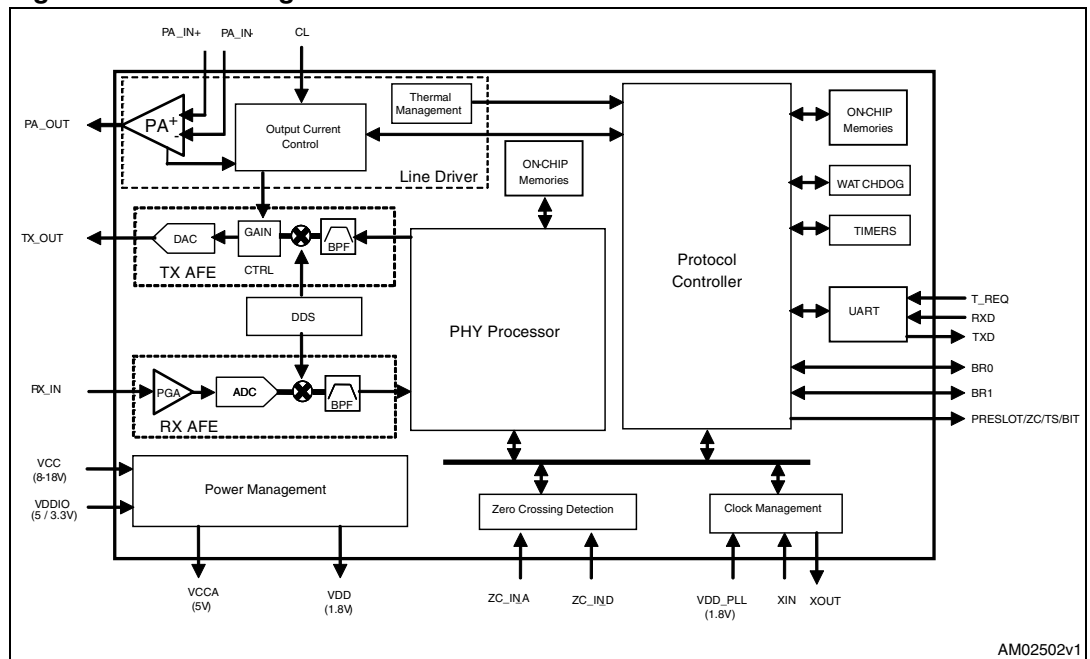 PA_IN+ PA_IN- CL
Thermal
Management
ON-CHIP
Memories
PA_OUT
PA
+
-
Output Current
Control
Line Driver
ON-CHIP
Memories
WATCHDOG
TX_OUT
DAC
GAIN
CTRL
BPF
TX AFE
TIMERS
Protocol
Controller
DDS
PHY Processor
UART
T_REQ
RXD
TXD
RX_IN
PGA
ADC
BPF
RX AFE
BR0
BR1
PRESLOT/ZC/TS/BIT
VCC
(8-18V)
VDDIO
(5 / 3.3V)
Power Management
Zero Crossing Detection
Clock Management
VCCA
(5V)
VDD
(1.8V)
ZC_IN_A
ZC_IN_D
VDD_PLL
(1.8V)
XIN
XOUT
AM02502v1